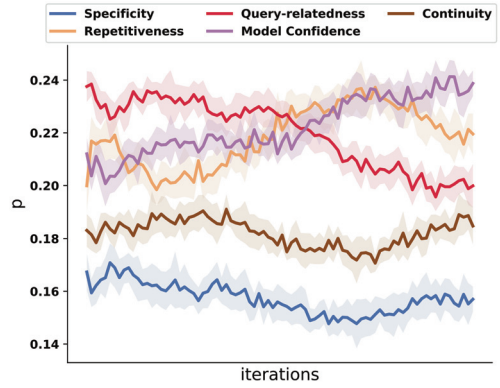 Specificity Query-relatedness Continuity
Repetitiveness Model Confidence
0.24
0.22
0.20
0.18
0.16
0.14
p
iterations